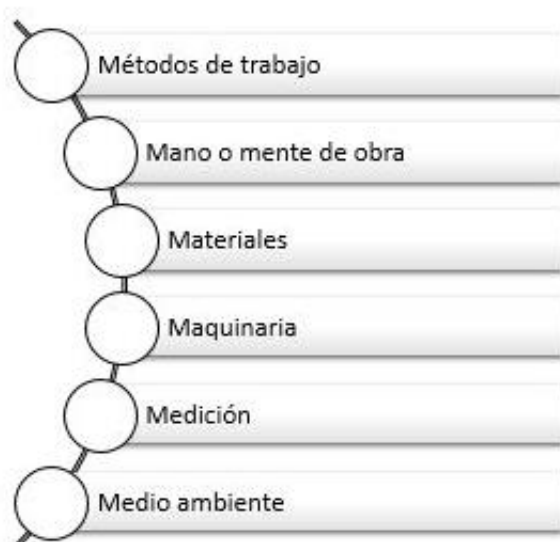 Métodos de trabajo
Mano o mente de obra
Materiales
Maquinaria
Medición
Medio ambiente